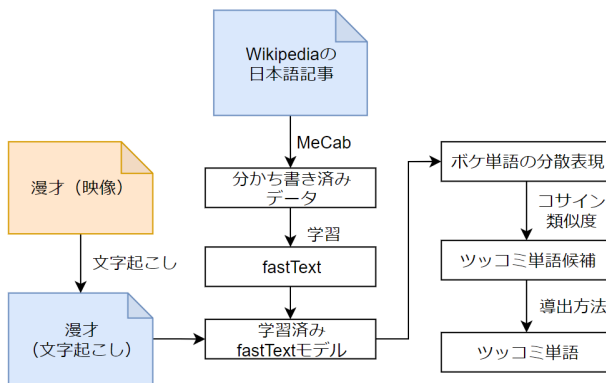 Wikipediaの
日本語記事
MeCab
分かち書き済み
データ
学習
fastText
学習済み
fastTextモデル
漫才（映像）
文字起こし
漫才
（文字起こし）
ボケ単語の分散表現
コサイン
類似度
ツッコミ単語候補
導出方法
ツッコミ単語